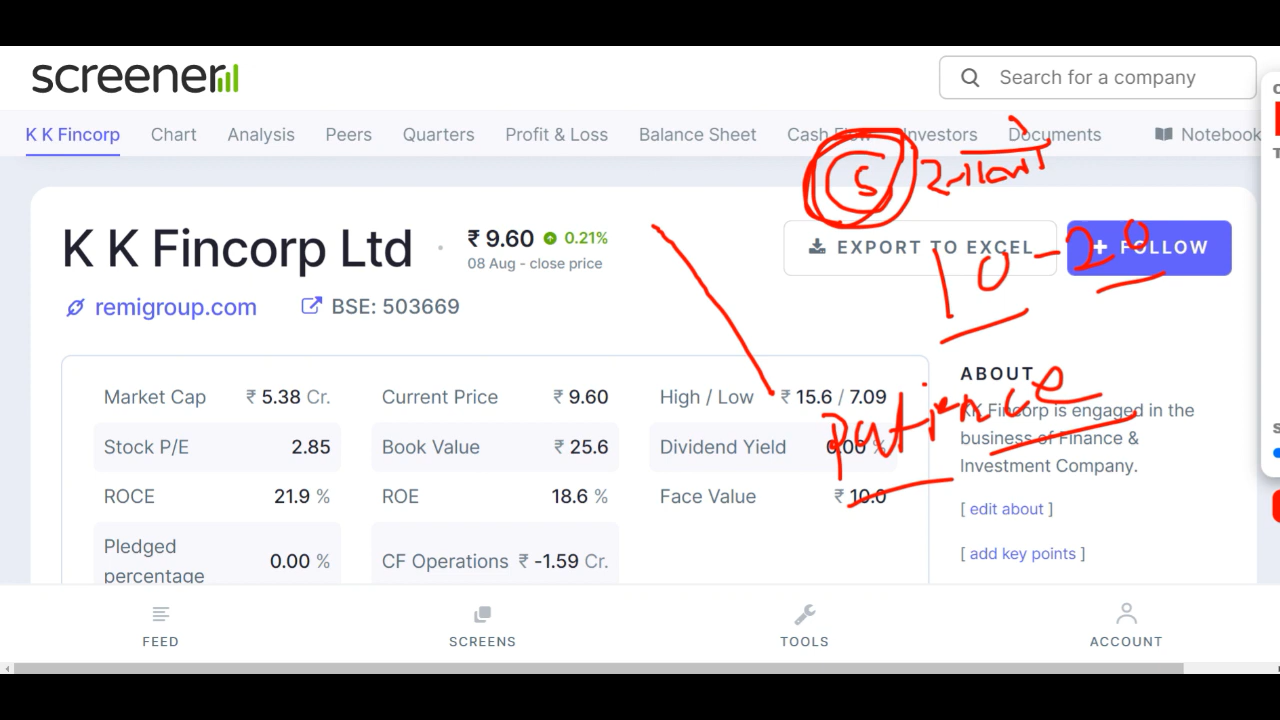 screener
Search for a company
K K Fincorp Chart Analysis Peers Quarters Profit & Loss Balance Sheet Cash Flow Investors Documents Notebook
S
K K Fincorp Ltd
₹ 9.60 0.21%
08 Aug - close price
EXPORT TO EXCEL
FOLLOW
10 - 20
remigroup.com BSE: 503669
Market Cap ₹ 5.38 Cr. Current Price ₹ 9.60 High / Low ₹ 15.6 / 7.09
Stock P/E 2.85 Book Value ₹ 25.6 Dividend Yield 0.00 %
ROCE 21.9 % ROE 18.6 % Face Value ₹ 10.0
Pledged percentage 0.00 % CF Operations ₹ -1.59 Cr.
patience
ABOUT
KK Fincorp is engaged in the
business of Finance &
Investment Company.
[ edit about ]
[ add key points ]
FEED SCREENS TOOLS ACCOUNT